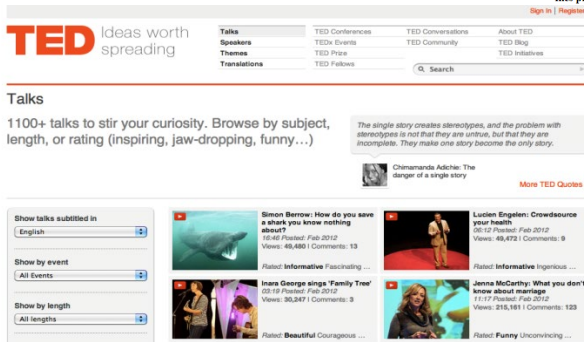 Sign In | Register
TED Ideas worth
spreading
Talks
Speakers
Themes
Translations
TED Conferences
TEDx Events
TED Prize
TED Fellows
TED Conversations
TED Community
About TED
TED Blog
TED Initiatives
Search
Talks
1100+ talks to stir your curiosity. Browse by subject,
length, or rating (inspiring, jaw-dropping, funny…)
The single story creates stereotypes, and the problem with
stereotypes is not that they are untrue, but that they are
incomplete. They make one story become the only story.
Chimamanda Adichie: The
danger of a single story
More TED Quotes
Show talks subtitled in
English
Show by event
All Events
Show by length
All lengths
Simon Berrow: How do you save
a shark you know nothing
about?
16:46 Posted: Feb 2012
Views: 49,480 | Comments: 13
Rated: Informative Fascinating ...
Lucien Engelen: Crowdsource
your health
06:12 Posted: Feb 2012
Views: 49,472 | Comments: 9
Rated: Informative Ingenious ...
Inara George sings 'Family Tree'
03:19 Posted: Feb 2012
Views: 30,247 | Comments: 3
Rated: Beautiful Courageous ...
Jenna McCarthy: What you don't
know about marriage
11:17 Posted: Feb 2012
Views: 215,161 | Comments: 123
Rated: Funny Unconvincing ...